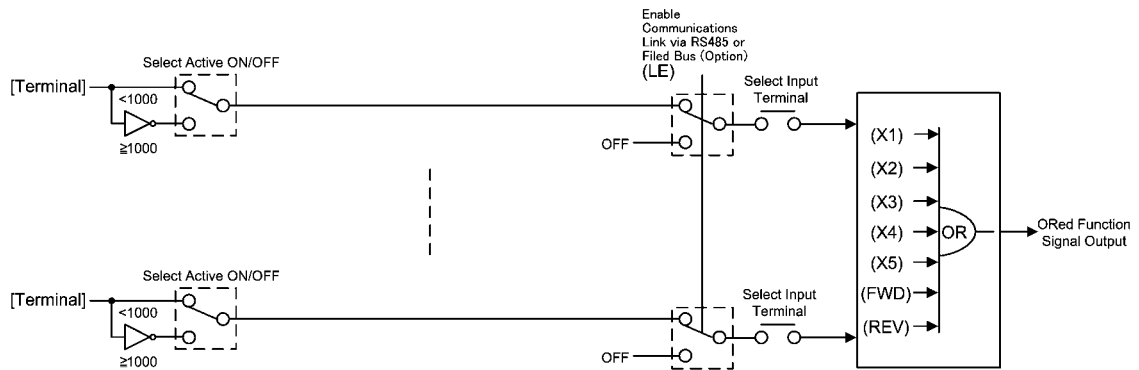 Enable
Communications
Link via RS485 or
Filed Bus (Option)
(LE)
Select Active ON/OFF
[Terminal]
<1000
≧1000
OFF
Select Input
Terminal
(X1)
(X2)
(X3)
(X4)
(X5)
(FWD)
(REV)
OR
ORed Function
Signal Output
Select Active ON/OFF
[Terminal]
<1000
≧1000
OFF
Select Input
Terminal